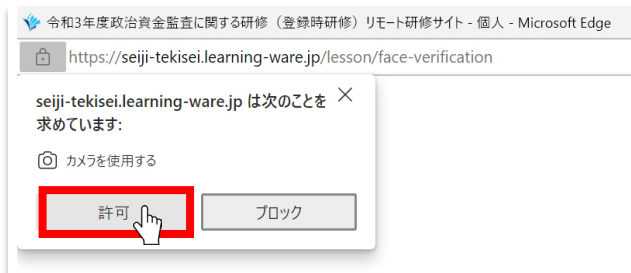 令和3年度政治資金監査に関する研修（登録時研修）リモート研修サイト - 個人 - Microsoft Edge
https://seiji-tekisei.learning-ware.jp/lesson/face-verification
seiji-tekisei.learning-ware.jp は次のことを
求めています:
カメラを使用する
許可 ブロック